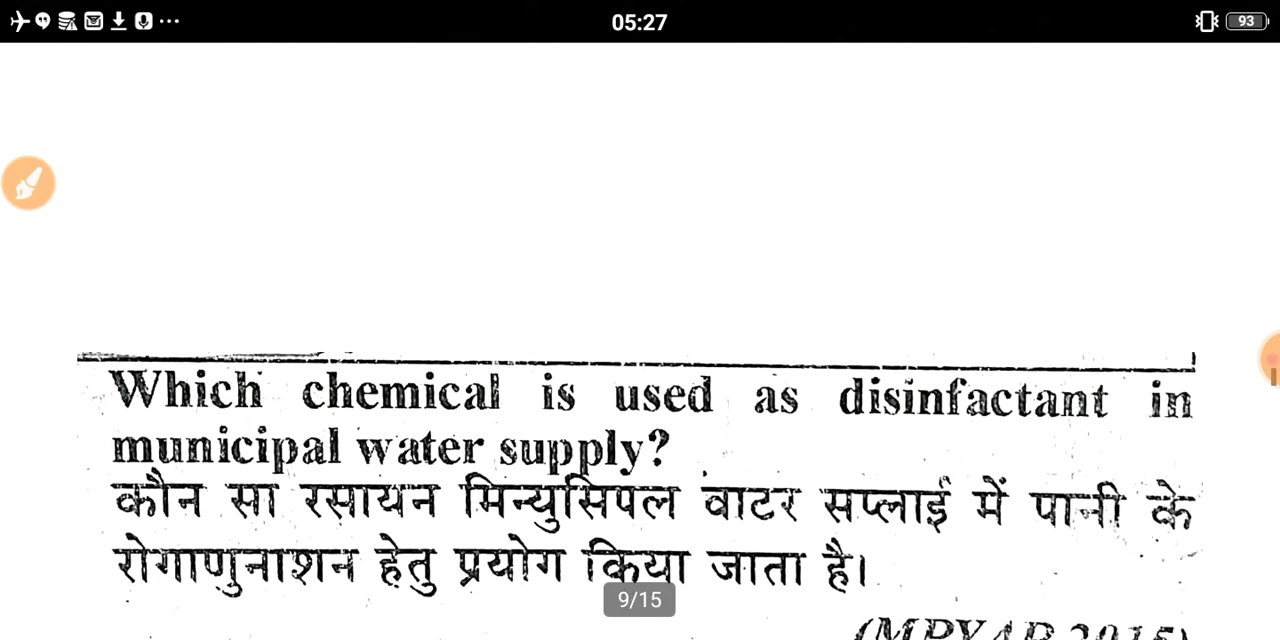 05:27
93
Which chemical is used as disinfactant in
municipal water supply?
कौन सा रसायन मिन्युसिपल वाटर सप्लाई में पानी के
रोगाणुनाशन हेतु प्रयोग किया जाता है।
9/15